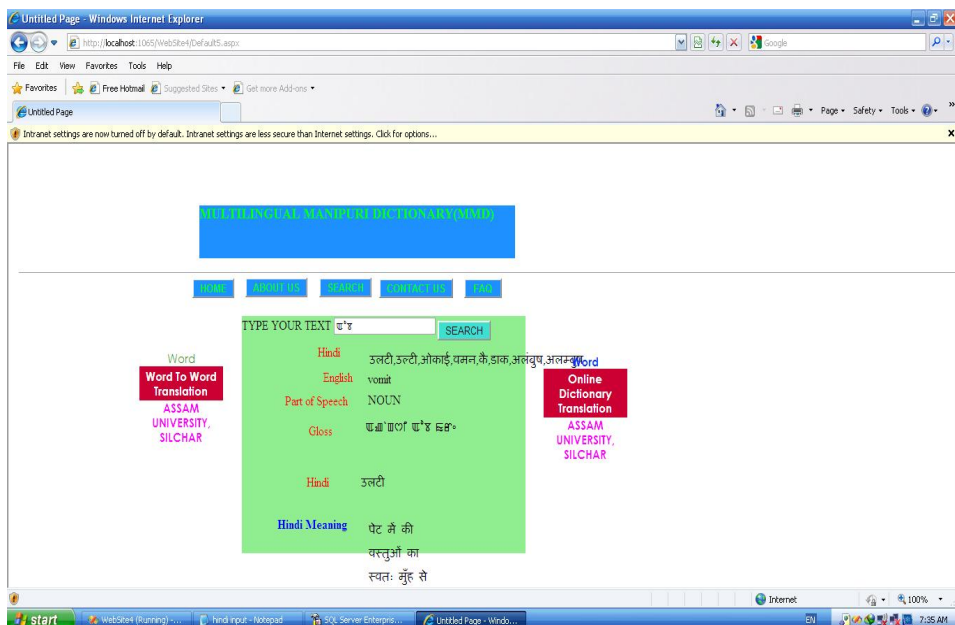 Untitled Page - Windows Internet Explorer
http://localhost:1065/WebSite4/Default5.aspx
Google
File Edit View Favorites Tools Help
Favorites Free Hotmail Suggested Sites Get more Add-ons
Untitled Page
Page Safety Tools
Intranet settings are now turned off by default. Intranet settings are less secure than Internet settings. Click for options...
MULTILINGUAL MANIPURI DICTIONARY(MMD)
HOME ABOUT US SEARCH CONTACT US FAQ
TYPE YOUR TEXT SEARCH
Hindi उलटी,उल्टी,ओकाई,वमन,कै,डाक,अलंबुष,अलम्बुष
English vomit
Part of Speech NOUN
Gloss
Hindi उलटी
Hindi Meaning पेट में की
वस्तुओं का
स्वतः मुँह से
Word
Word To Word
Translation
ASSAM
UNIVERSITY,
SILCHAR
Word
Online
Dictionary
Translation
ASSAM
UNIVERSITY,
SILCHAR
Internet 100%
start WebSite4 (Running) -... hindi input - Notepad SQL Server Enterpris... Untitled Page - Windo... EN 7:35 AM